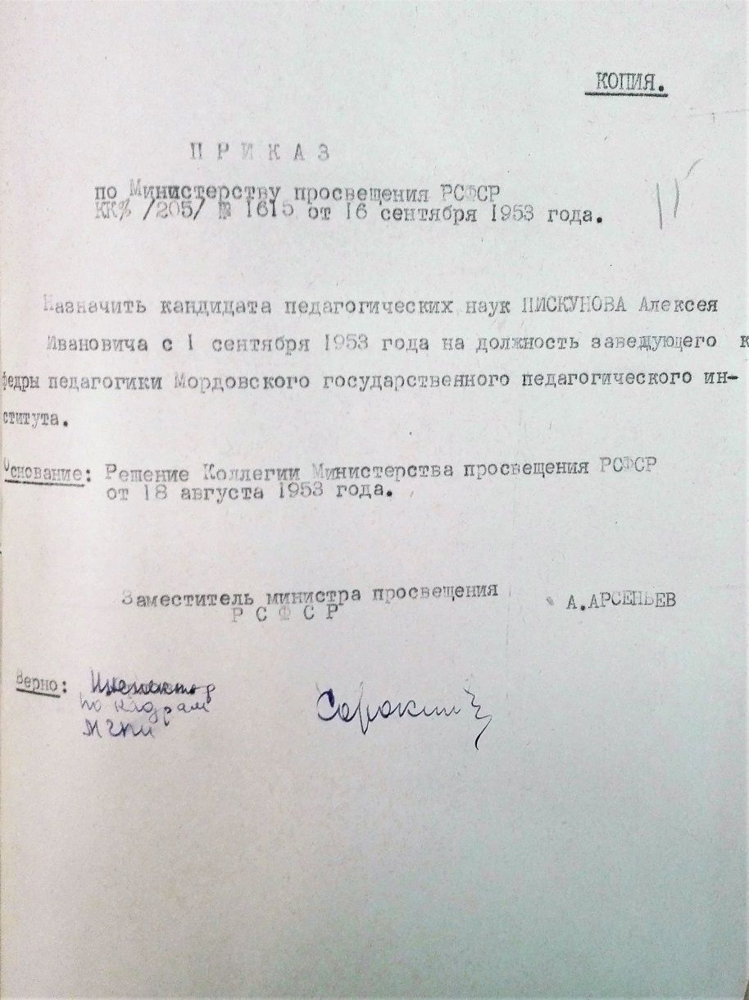 КОПИЯ.
П Р И К А З
по Министерству просвещения РСФСР
КК% /205/ № 1615 от 16 сентября 1953 года.
Назначить кандидата педагогических наук ПИСКУНОВА Алексея
Ивановича с 1 сентября 1953 года на должность заведующего к
федры педагогики Мордовского государственного педагогического ин-
ститута.
Основание: Решение Коллегии Министерства просвещения РСФСР
от 18 августа 1953 года.
Заместитель министра просвещения
Р С Ф С Р
А.АРСЕНЬЕВ
Верно: Инспектор
по кадрам
МГПИ
Сорокин